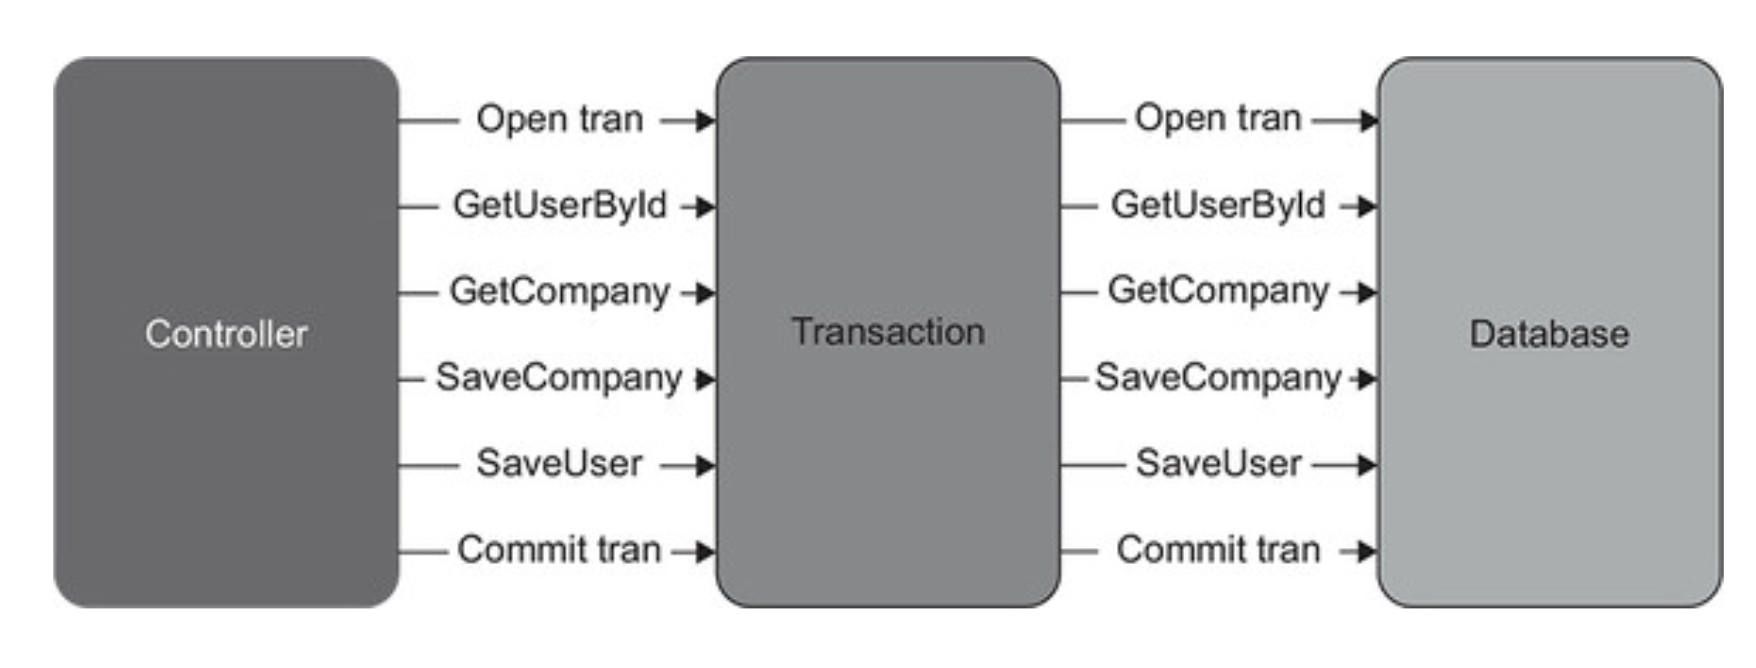 Controller
Open tran
GetUserById
GetCompany
SaveCompany
SaveUser
Commit tran
Transaction
Open tran
GetUserById
GetCompany
SaveCompany
SaveUser
Commit tran
Database